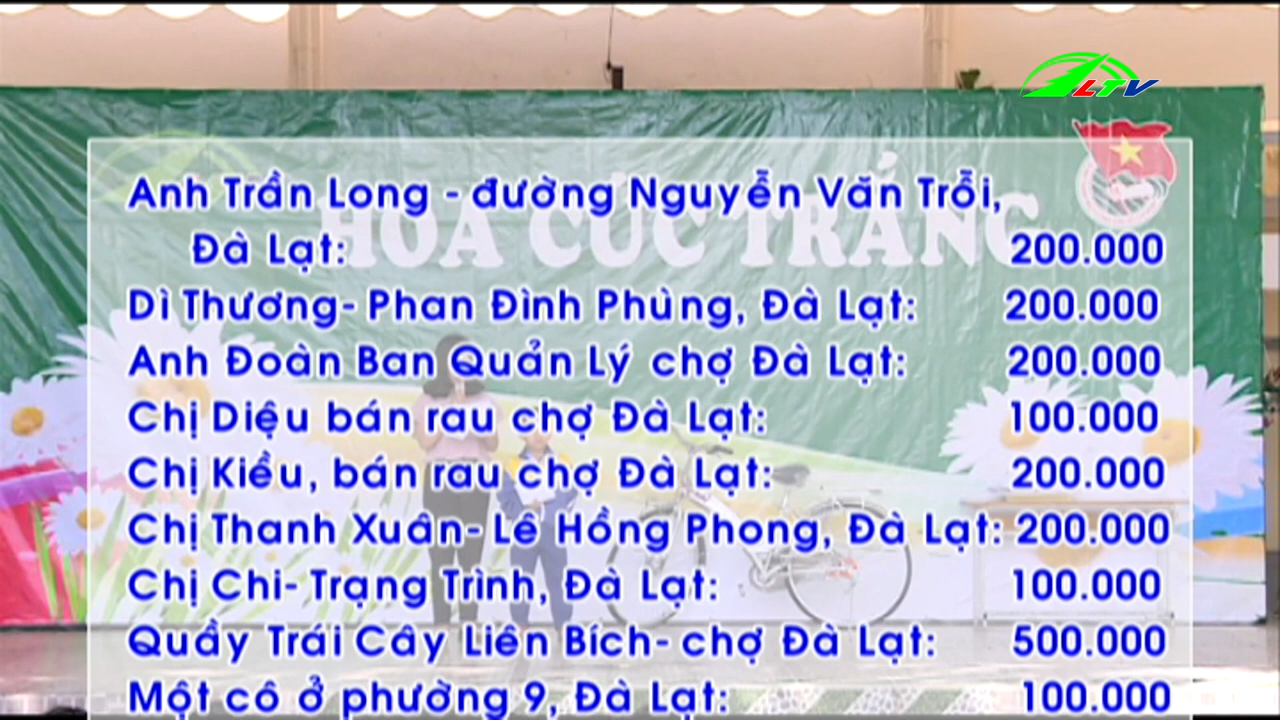 LTV
HOA CÚC TRẮNG
Anh Trần Long - đường Nguyễn Văn Trỗi,
Đà Lạt: 200.000
Dì Thương- Phan Đình Phùng, Đà Lạt: 200.000
Anh Đoàn Ban Quản Lý chợ Đà Lạt: 200.000
Chị Diệu bán rau chợ Đà Lạt: 100.000
Chị Kiều, bán rau chợ Đà Lạt: 200.000
Chị Thanh Xuân- Lê Hồng Phong, Đà Lạt: 200.000
Chị Chi- Trạng Trình, Đà Lạt: 100.000
Quầy Trái Cây Liên Bích- chợ Đà Lạt: 500.000
Một cô ở phường 9, Đà Lạt: 100.000